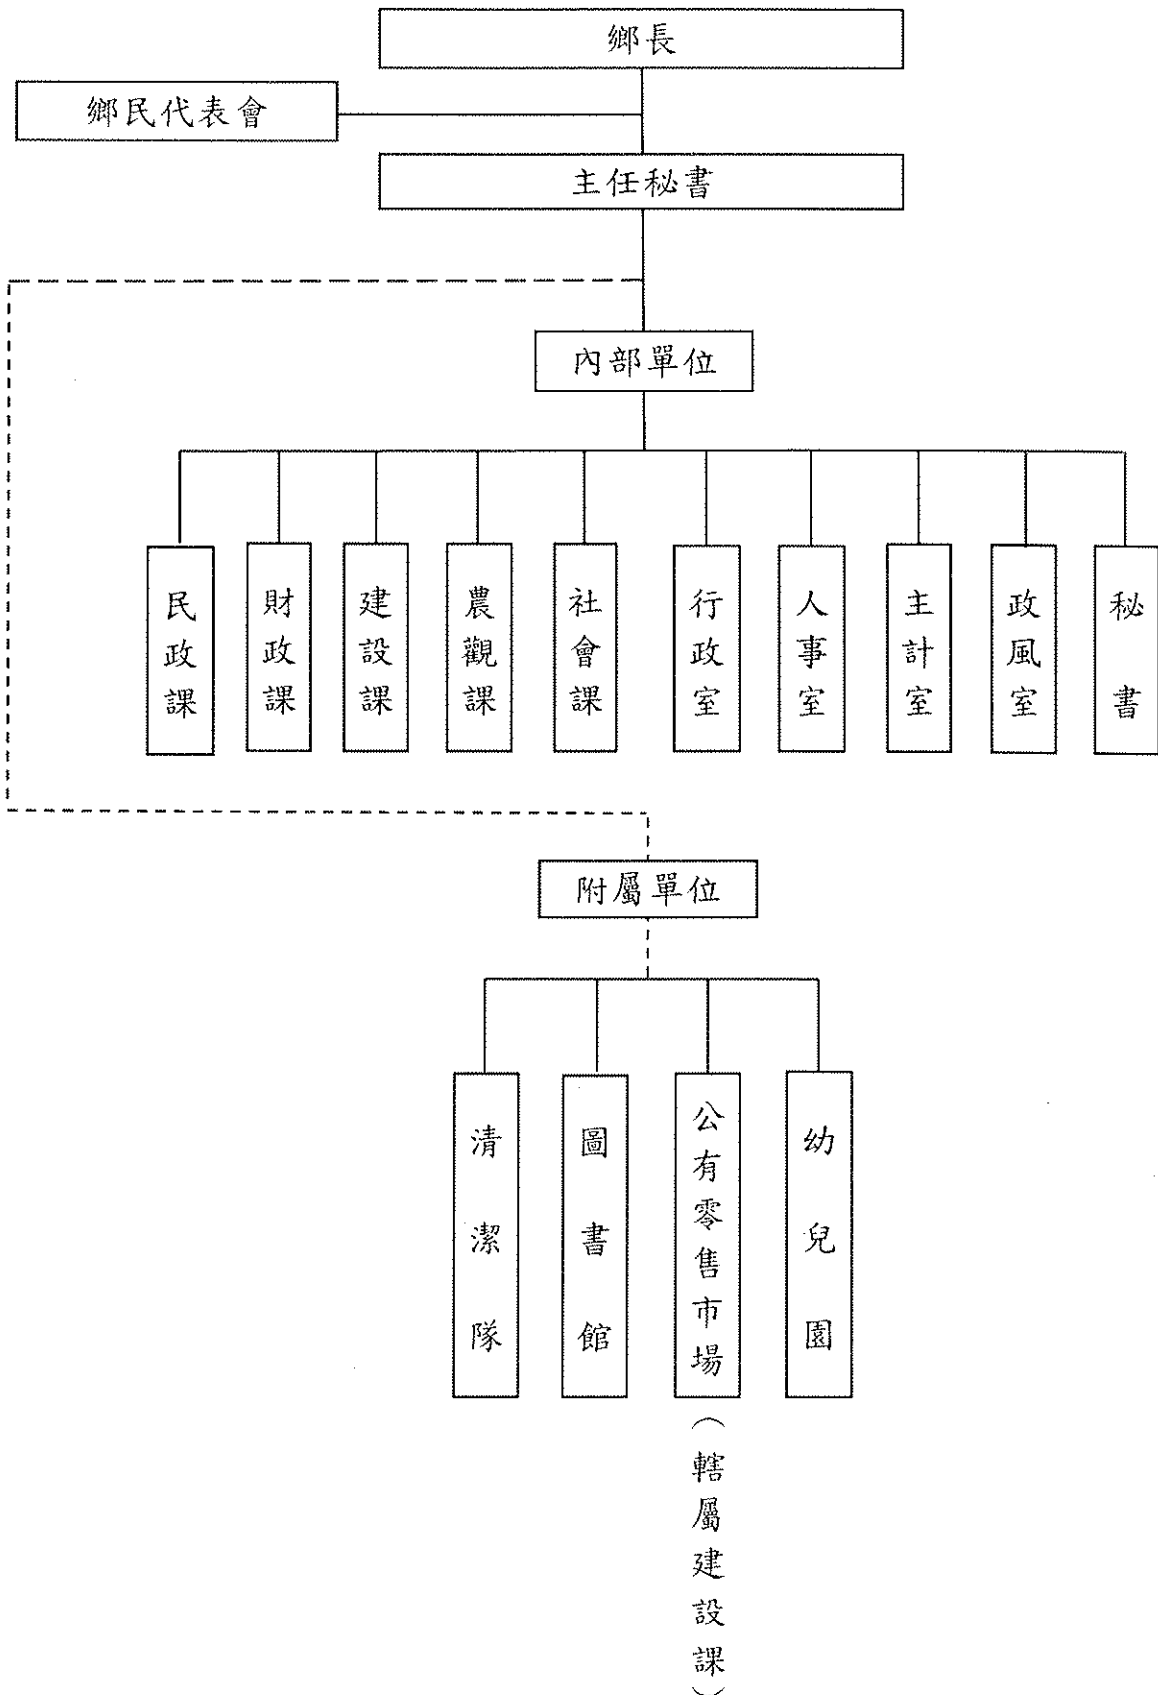 鄉長
鄉民代表會
主任秘書
內部單位
民政課
財政課
建設課
農觀課
社會課
行政室
人事室
主計室
政風室
秘書
附屬單位
清潔隊
圖書館
公有零售市場
(轄屬建設課)
幼兒園